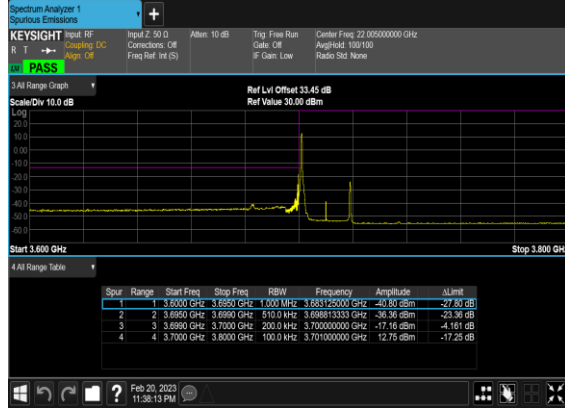 Spectrum Analyzer 1
Spurious Emissions
+
KEYSIGHT Input: RF Input Z: 50 Ω Atten: 10 dB Trig: Free Run Center Freq: 22.005000000 GHz
R T Coupling: DC Corrections: Off Gate: Off Avg|Hold: 100/100
Align: Off Freq Ref: Int (S) IF Gain: Low Radio Std: None
PASS
3 All Range Graph Ref Lvl Offset 33.45 dB
Scale/Div 10.0 dB Ref Value 30.00 dBm
Log
20.0
10.0
0.00
-10.0
-20.0
-30.0
-40.0
-50.0
-60.0
Start 3.600 GHz Stop 3.800 GHz
4 All Range Table
Spur Range Start Freq Stop Freq RBW Frequency Amplitude ΔLimit
1 1 3.6000 GHz 3.6950 GHz 1.000 MHz 3.683125000 GHz -40.80 dBm -27.80 dB
2 2 3.6950 GHz 3.6990 GHz 510.0 kHz 3.698813333 GHz -36.36 dBm -23.36 dB
3 3 3.6990 GHz 3.7000 GHz 200.0 kHz 3.700000000 GHz -17.16 dBm -4.161 dB
4 4 3.7000 GHz 3.8000 GHz 100.0 kHz 3.701000000 GHz 12.75 dBm -17.25 dB
? Feb 20, 2023
11:38:13 PM